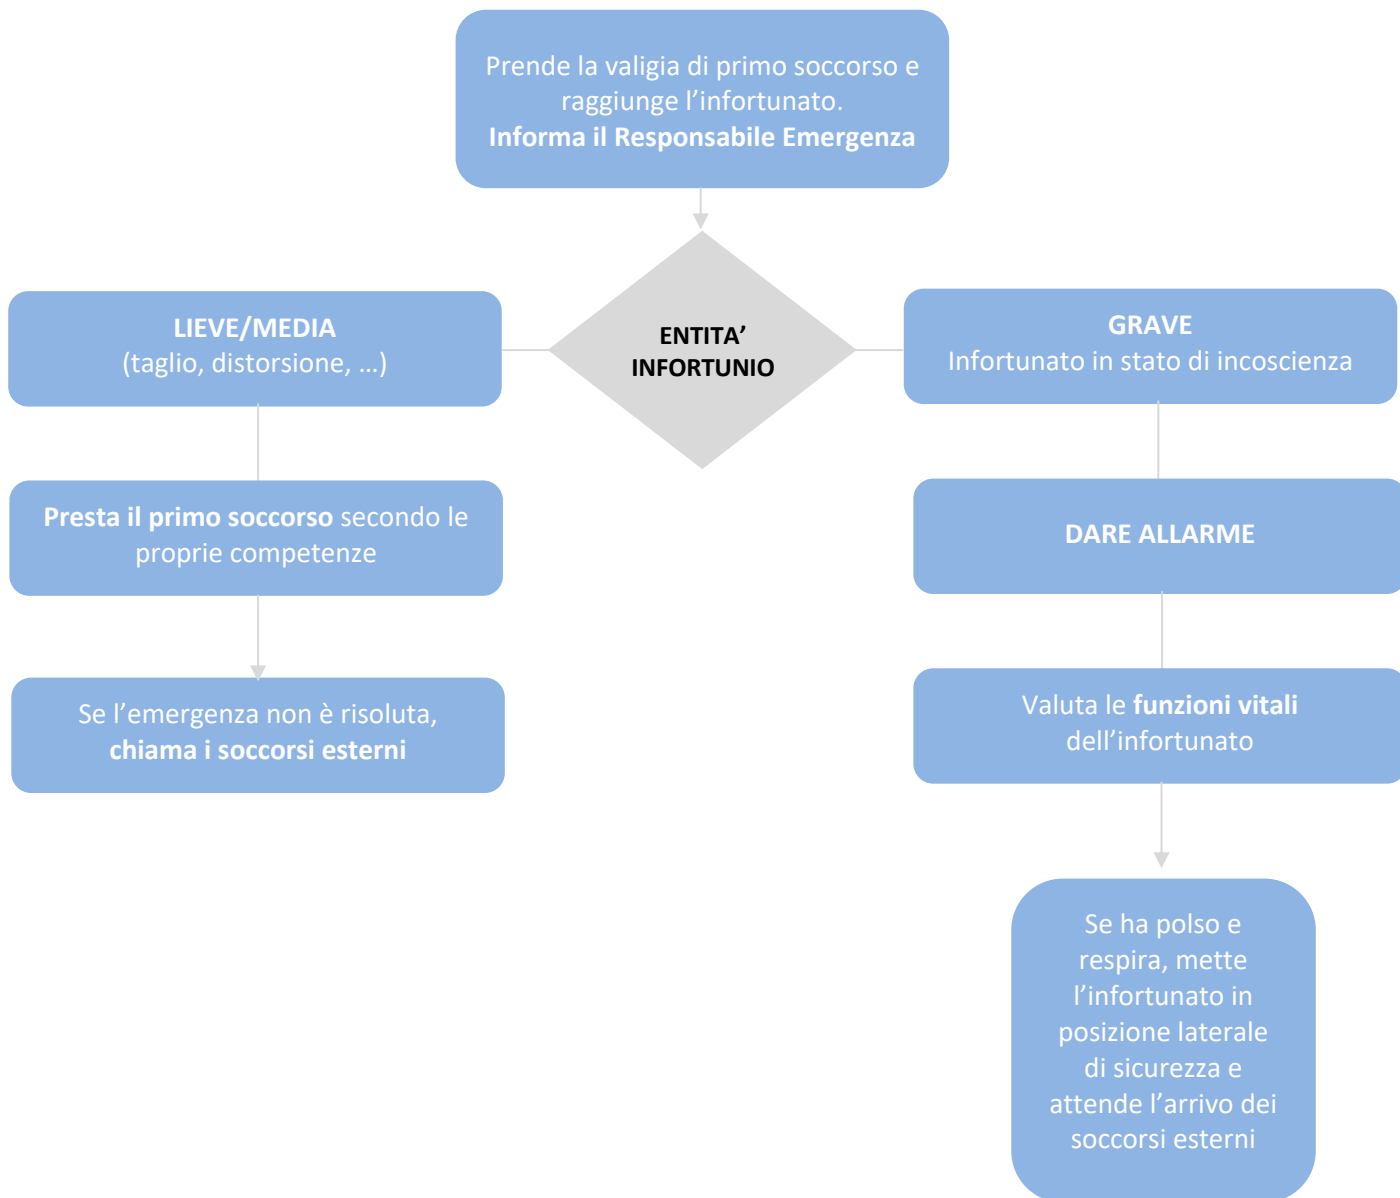 Prende la valigia di primo soccorso e
raggiunge l’infortunato.
Informa il Responsabile Emergenza
ENTITA’
INFORTUNIO
LIEVE/MEDIA
(taglio, distorsione, …)
Presta il primo soccorso secondo le
proprie competenze
Se l’emergenza non è risoluta,
chiama i soccorsi esterni
GRAVE
Infortunato in stato di incoscienza
DARE ALLARME
Valuta le funzioni vitali
dell’infortunato
Se ha polso e
respira, mette
l’infortunato in
posizione laterale
di sicurezza e
attende l’arrivo dei
soccorsi esterni